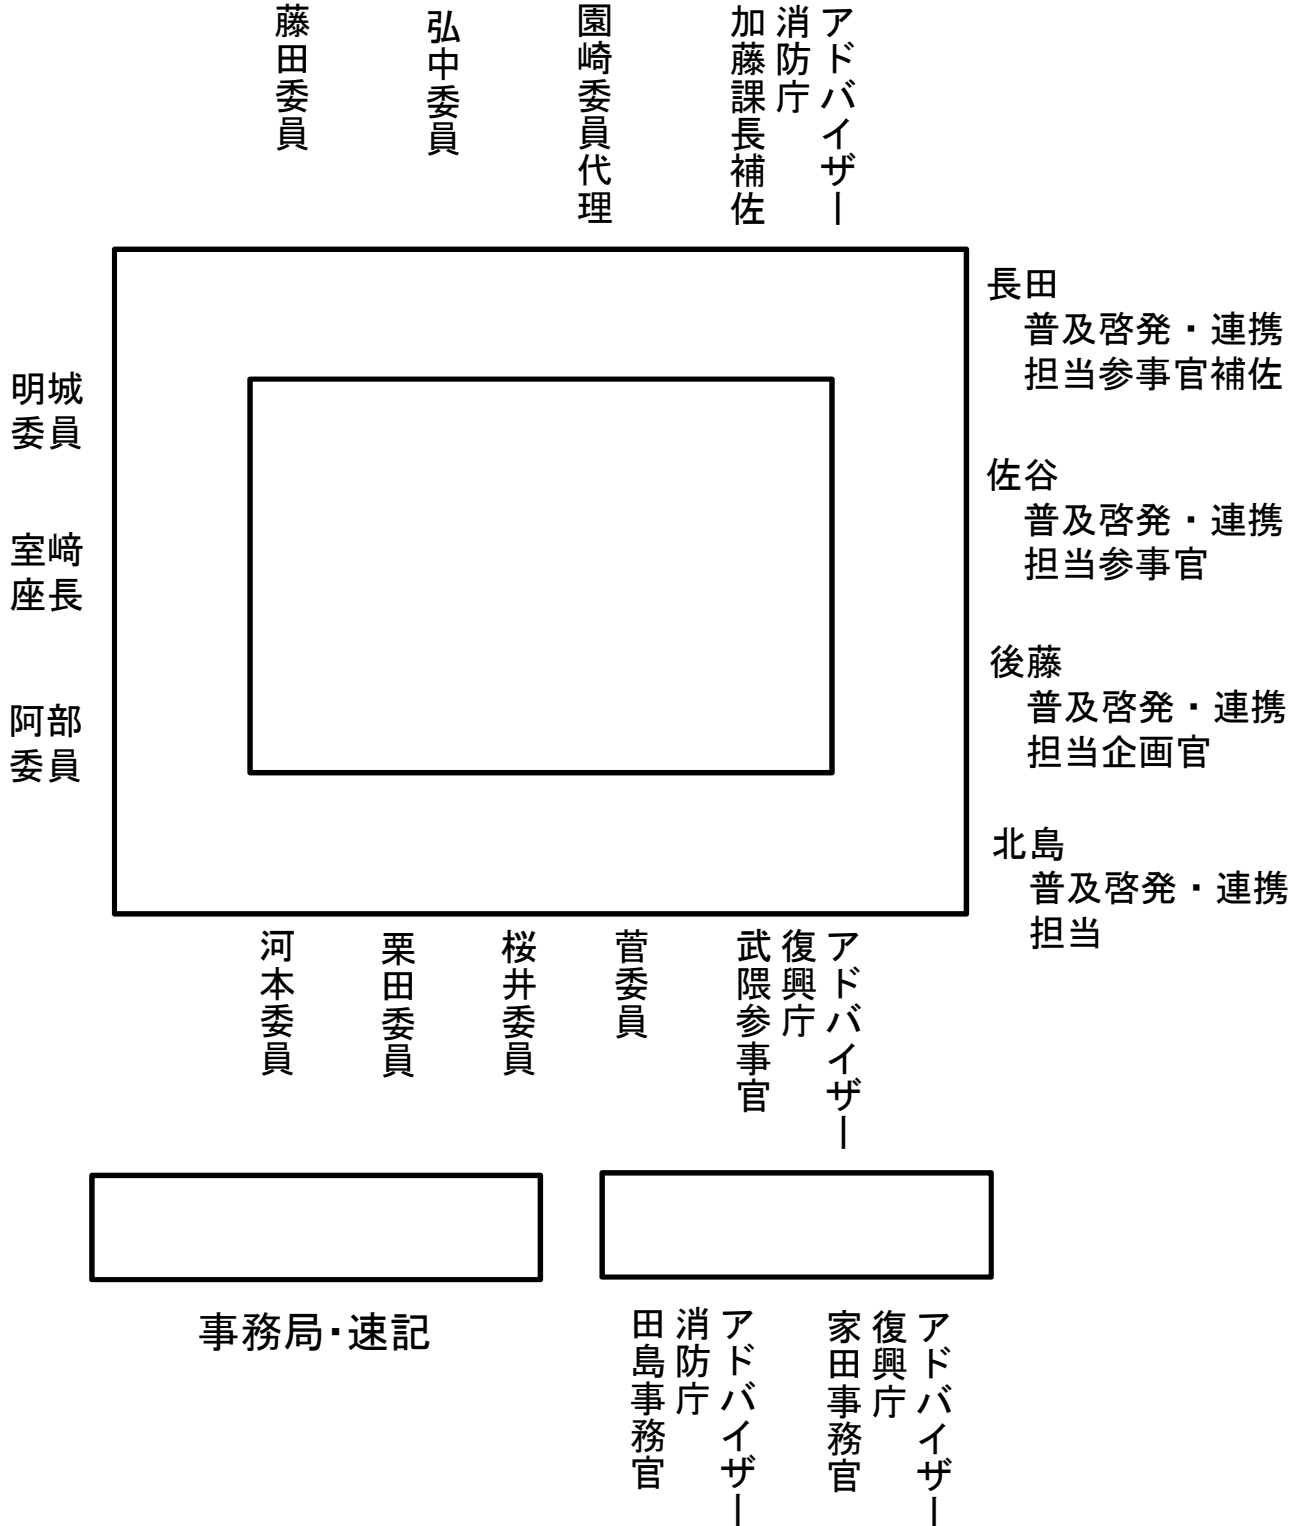 藤田委員
弘中委員
園崎委員代理
アドバイザー
消防庁
加藤課長補佐
明城
委員
室﨑
座長
阿部
委員
長田
普及啓発・連携
担当参事官補佐
佐谷
普及啓発・連携
担当参事官
後藤
普及啓発・連携
担当企画官
北島
普及啓発・連携
担当
河本委員
栗田委員
桜井委員
菅委員
アドバイザー
復興庁
武隈参事官
事務局・速記
アドバイザー
消防庁
田島事務官
アドバイザー
復興庁
家田事務官